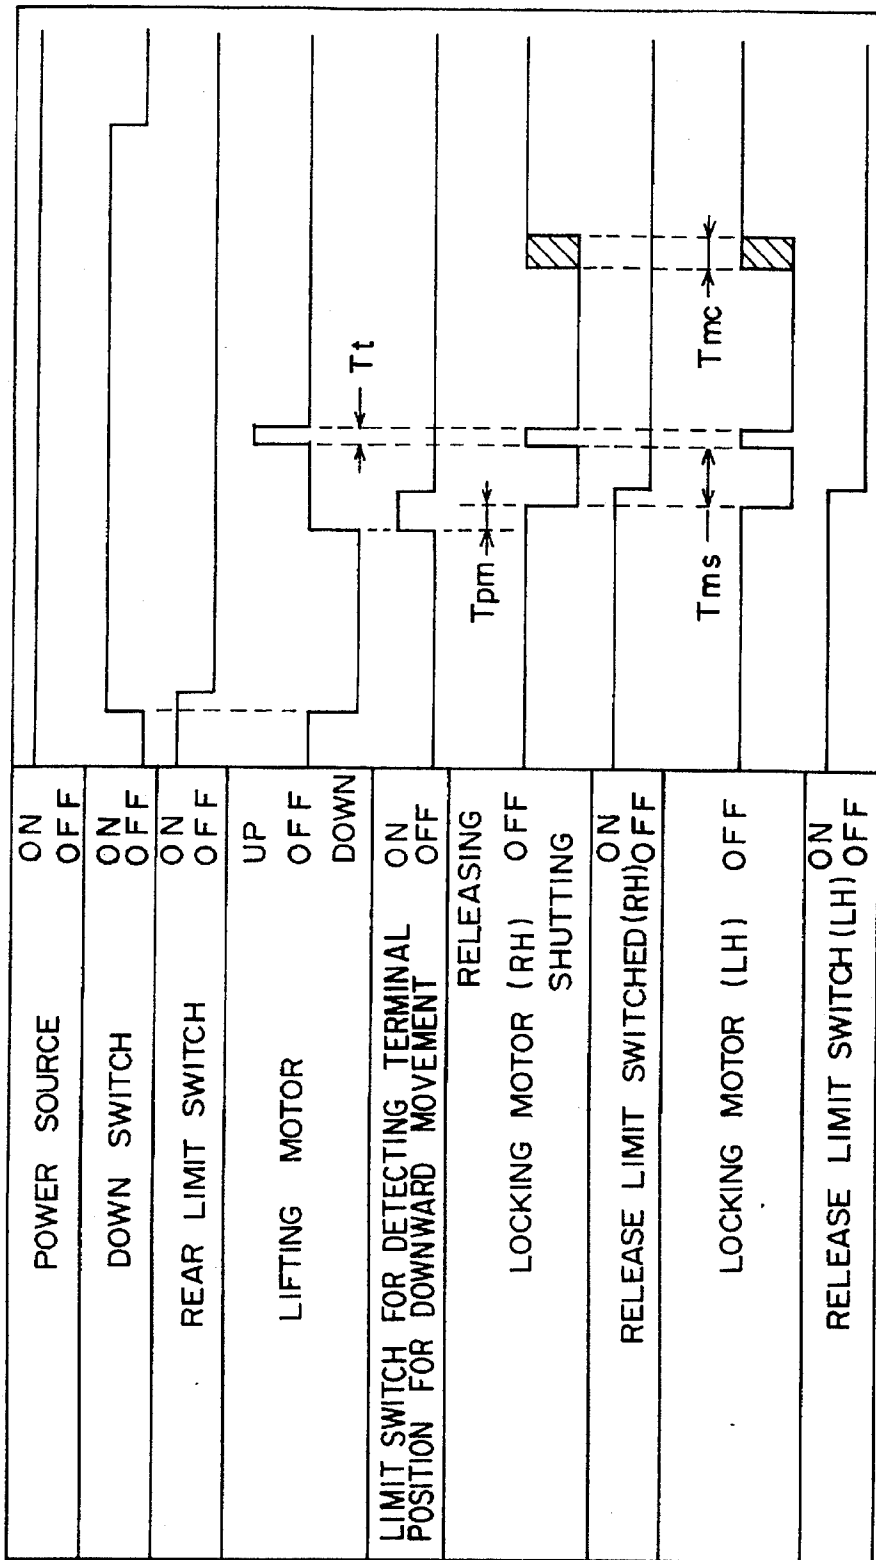 POWER SOURCE
ON
OFF
DOWN SWITCH
ON
OFF
REAR LIMIT SWITCH
ON
OFF
LIFTING MOTOR
UP
OFF
DOWN
LIMIT SWITCH FOR DETECTING TERMINAL
POSITION FOR DOWNWARD MOVEMENT
ON
OFF
RELEASING
LOCKING MOTOR (RH) OFF
SHUTTING
RELEASE LIMIT SWITCHED (RH)
ON
OFF
LOCKING MOTOR (LH) OFF
RELEASE LIMIT SWITCH (LH)
ON
OFF
Tt
Tpm
Tms
Tmc